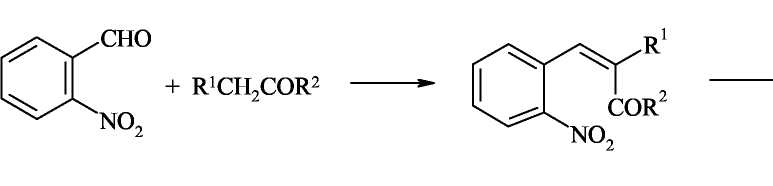 CHO
NO₂
+ R¹CH₂COR²
R¹
COR²
NO₂